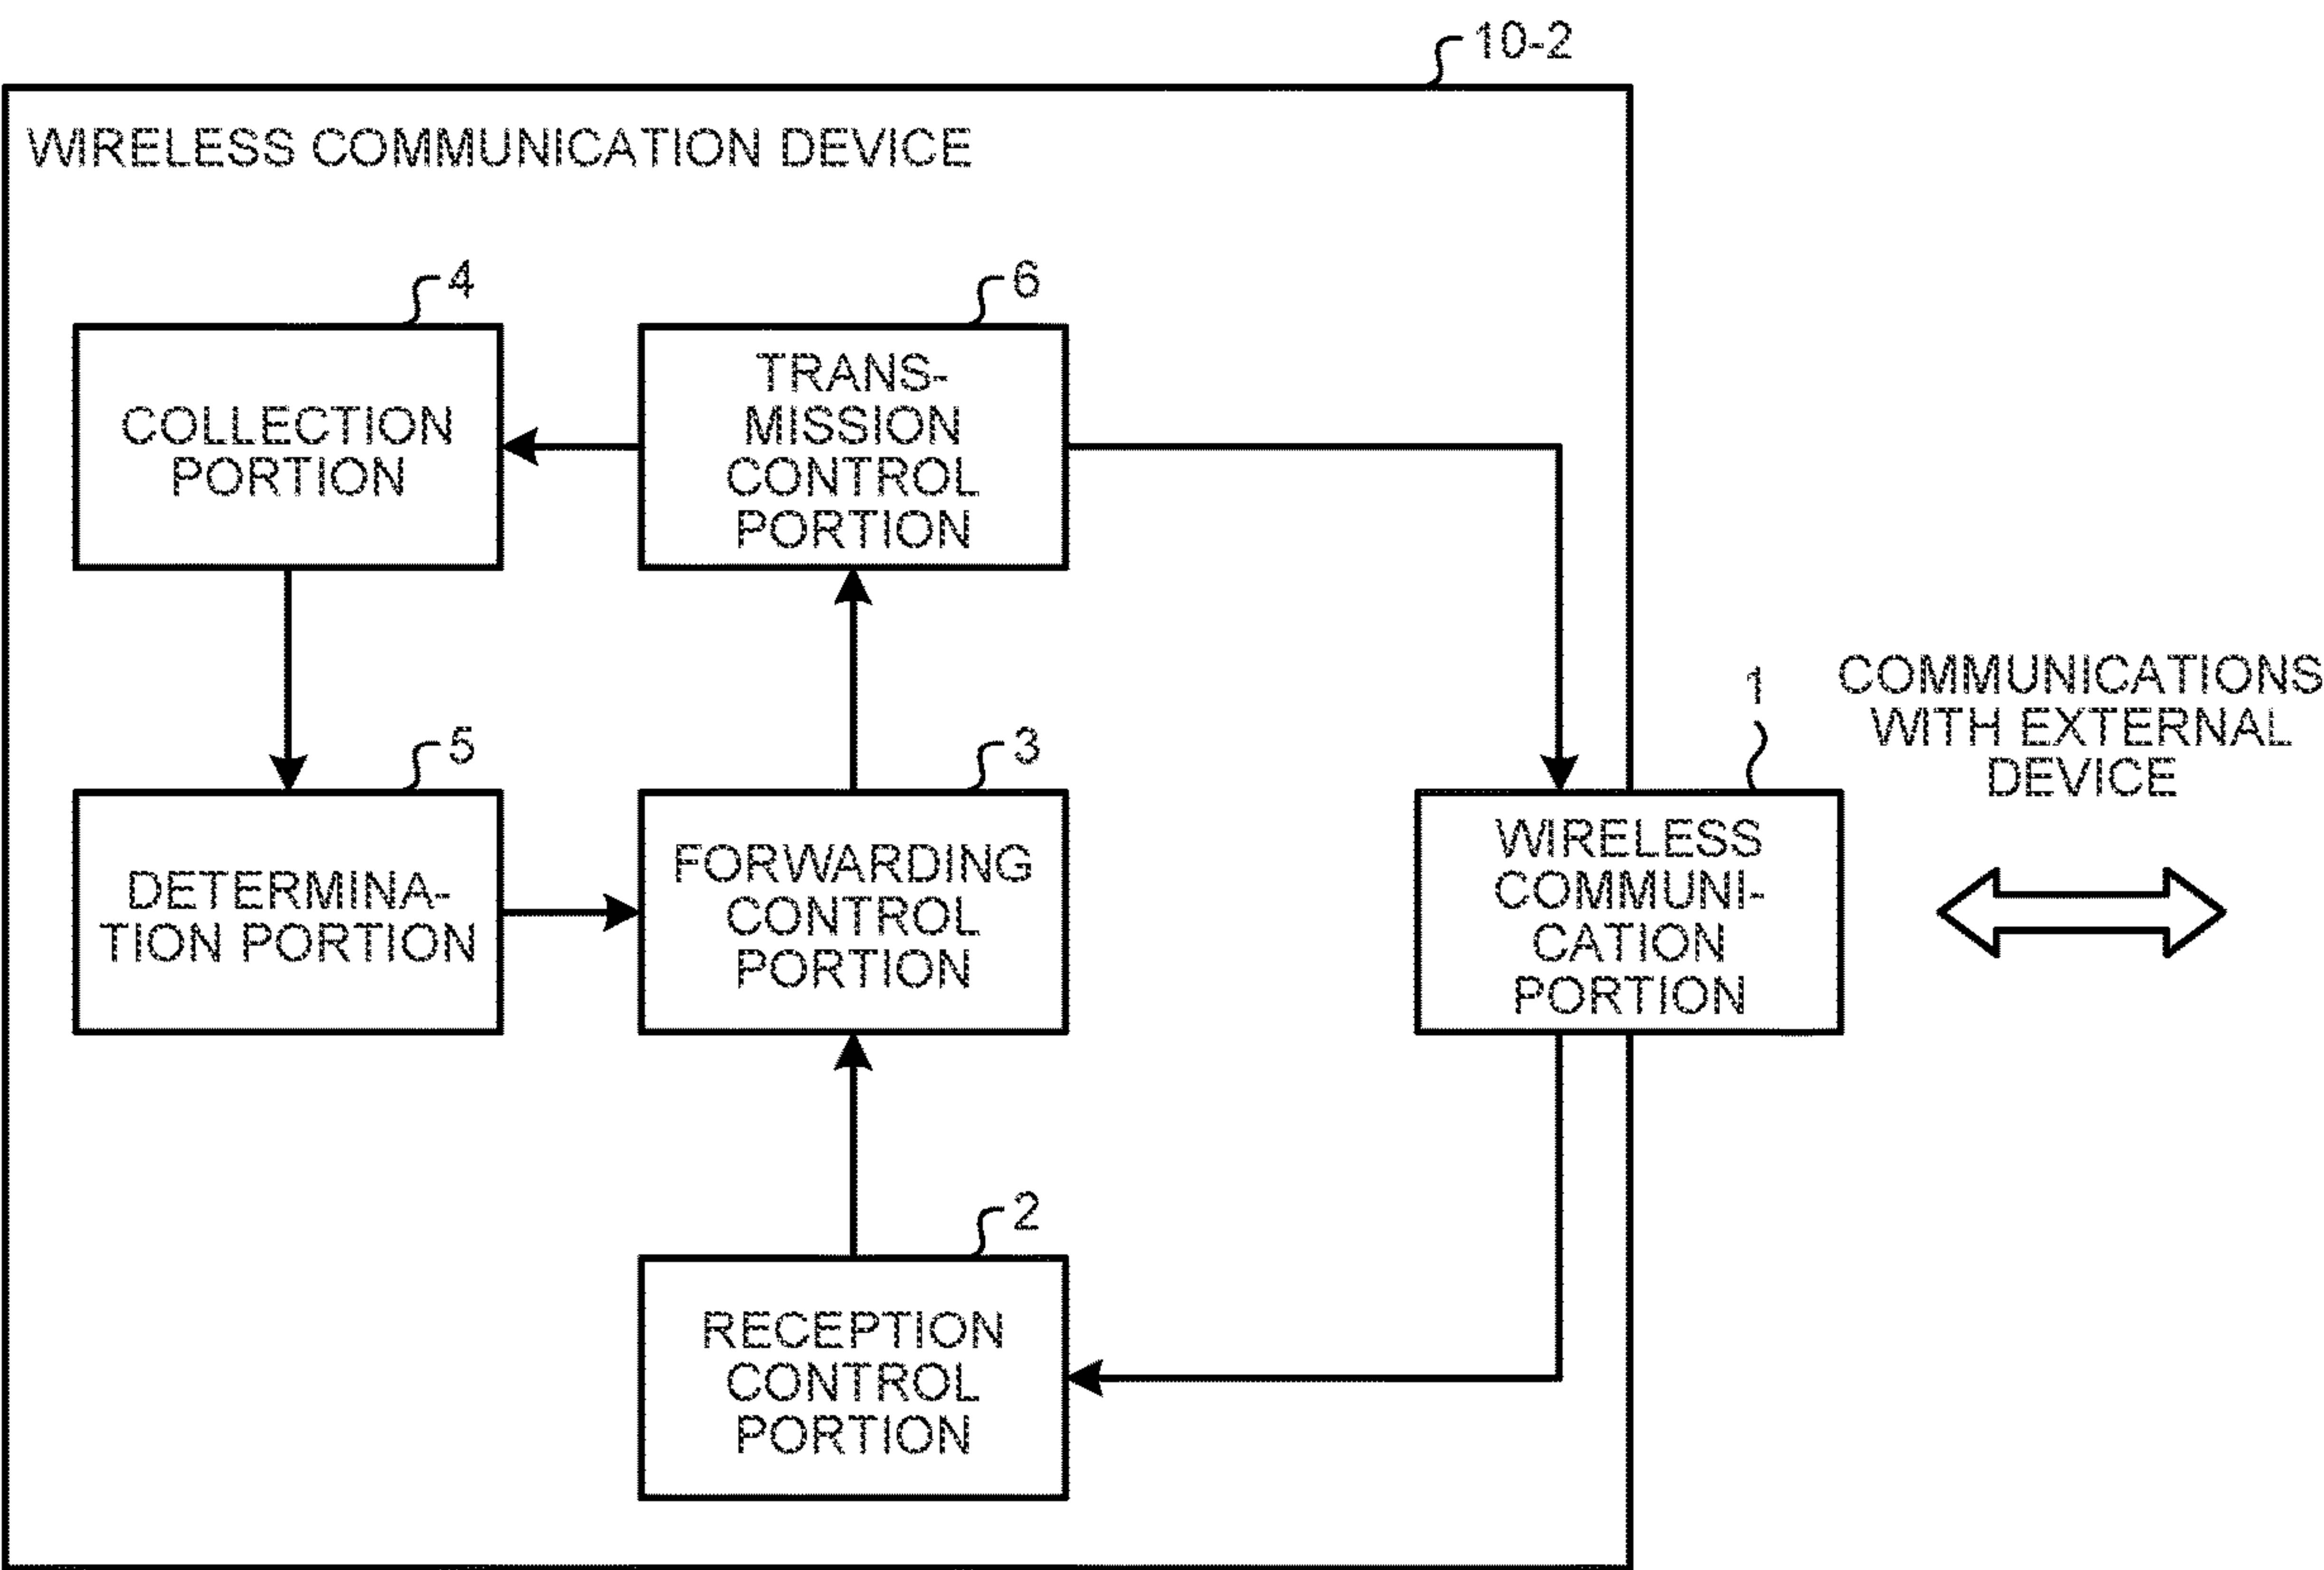 10-2
WIRELESS COMMUNICATION DEVICE
4
COLLECTION
PORTION
6
TRANS-
MISSION
CONTROL
PORTION
5
DETERMINA-
TION PORTION
3
FORWARDING
CONTROL
PORTION
1
WIRELESS
COMMUNI-
CATION
PORTION
COMMUNICATIONS
WITH EXTERNAL
DEVICE
2
RECEPTION
CONTROL
PORTION